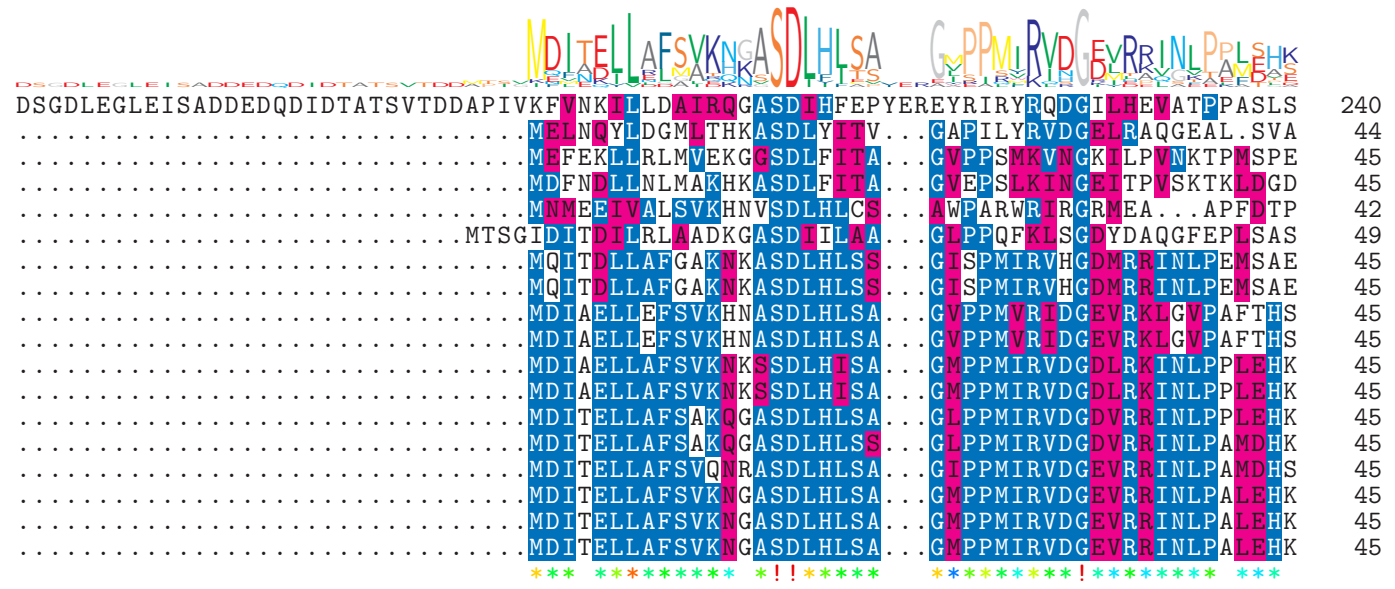 DSGDLEGLEISADDEDQDIDTATSVTDDAPIVKFVNKILLDAIRQGASDIHFEPYEREYRIRYRQDGILHEVATPPASLS 240
................................MELNQYLDGMLTHKASDLYITV...GAPILYRVDGELRAQGEAL.SVA 44
................................MEFEKLLRLMVEKGGSDLFITA...GVPPSMKVNGKILPVNKTPMSPE 45
................................MDFNDLLNLMAKHKASDLFITA...GVEPSLKINGEITPVSKTKLDGD 45
................................MNMEEIVALSVKHNVSDLHLCS...AWPARWRIRGRMEA...APFDTP 42
............................MTSGIDITDILRLAADKGASDIILAA...GLPPQFKLSGDYDAQGFEPLSAS 49
................................MQITDLLAFGAKNKASDLHLSS...GISPMIRVHGDMRRINLPEMSAE 45
................................MQITDLLAFGAKNKASDLHLSS...GISPMIRVHGDMRRINLPEMSAE 45
................................MDIAELLEFSVKHNASDLHLSA...GVPPMVRIDGEVRKLGVPAFTHS 45
................................MDIAELLEFSVKHNASDLHLSA...GVPPMVRIDGEVRKLGVPAFTHS 45
................................MDIAELLAFSVKNKSSDLHISA...GMPPMIRVDGDLRKINLPPLEHK 45
................................MDIAELLAFSVKNKSSDLHISA...GMPPMIRVDGDLRKINLPPLEHK 45
................................MDITELLAFSAKQGASDLHLSA...GLPPMIRVDGDVRRINLPPLEHK 45
................................MDITELLAFSAKQGASDLHLSS...GLPPMIRVDGDVRRINLPAMDHK 45
................................MDITELLAFSVQNRASDLHLSA...GIPPMIRVDGEVRRINLPAMDHS 45
................................MDITELLAFSVKNGASDLHLSA...GMPPMIRVDGEVRRINLPALEHK 45
................................MDITELLAFSVKNGASDLHLSA...GMPPMIRVDGEVRRINLPALEHK 45
................................MDITELLAFSVKNGASDLHLSA...GMPPMIRVDGEVRRINLPALEHK 45
*** ********* *!!***** *********!******** ***